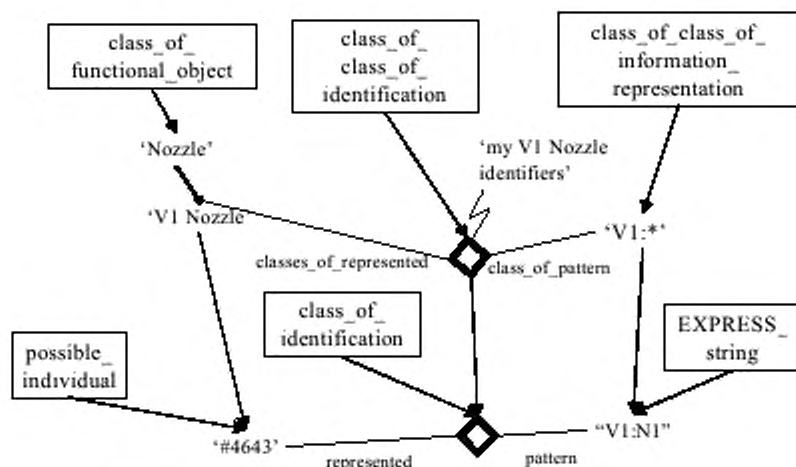 class_of_
functional_object
class_of_
class_of_
identification
class_of_class_of_
information_
representation
‘Nozzle’
‘my V1 Nozzle
identifiers’
‘V1 Nozzle
‘V1:*’
classes_of_represented
class_of_pattern
class_of_
identification
EXPRESS_
string
possible_
individual
‘#4643’
represented
pattern
“V1:N1”